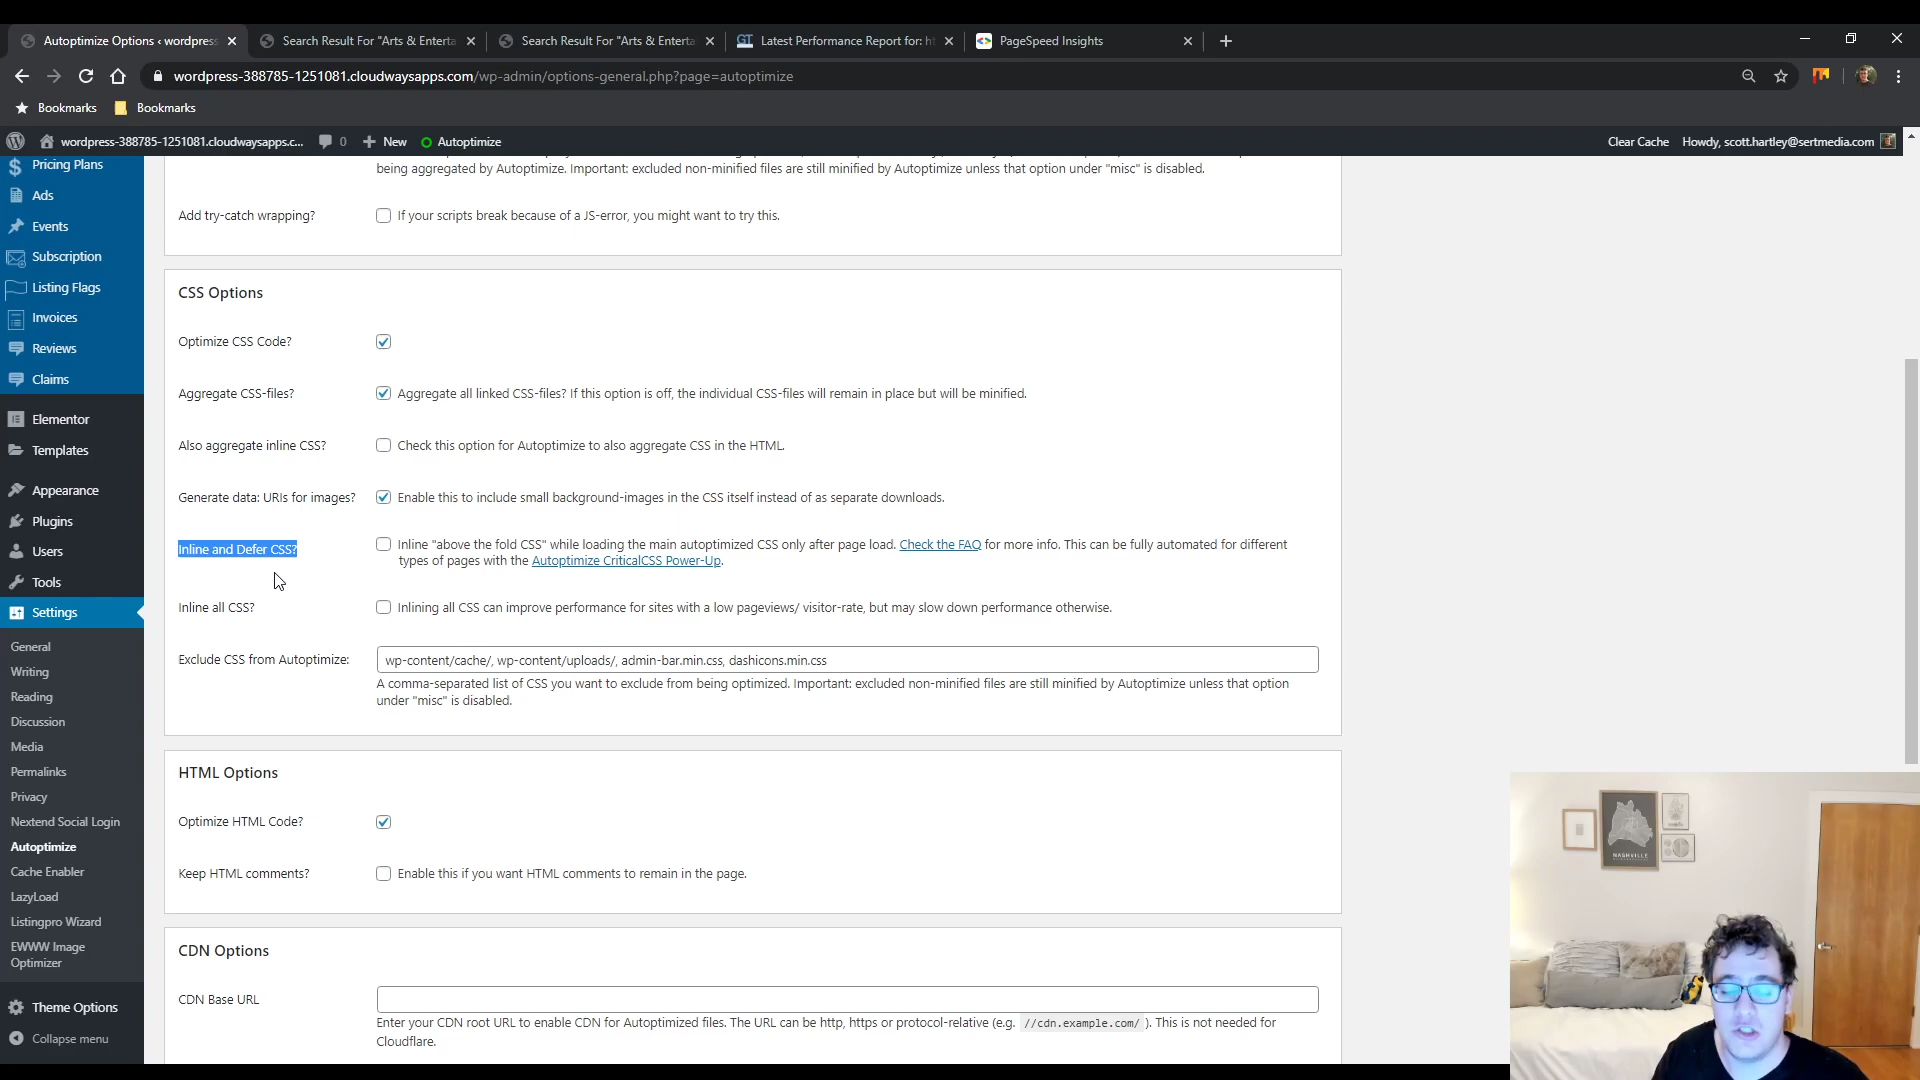 Autoptimize Options ‹ wordpress
Search Result For "Arts & Enterta
Search Result For "Arts & Enterta
Latest Performance Report for: ht
PageSpeed Insights
wordpress-388785-1251081.cloudwaysapps.com/wp-admin/options-general.php?page=autoptimize
Bookmarks
Bookmarks
wordpress-388785-1251081.cloudwaysapps.c...
0
New
Autoptimize
Clear Cache
Howdy, scott.hartley@sertmedia.com
Pricing Plans
Ads
Events
Subscription
Listing Flags
Invoices
Reviews
Claims
Elementor
Templates
Appearance
Plugins
Users
Tools
Settings
General
Writing
Reading
Discussion
Media
Permalinks
Privacy
Nextend Social Login
Autoptimize
Cache Enabler
LazyLoad
Listingpro Wizard
EWWW Image
Optimizer
Theme Options
Collapse menu
being aggregated by Autoptimize. Important: excluded non-minified files are still minified by Autoptimize unless that option under "misc" is disabled.
Add try-catch wrapping?
If your scripts break because of a JS-error, you might want to try this.
CSS Options
Optimize CSS Code?
Aggregate CSS-files?
Aggregate all linked CSS-files? If this option is off, the individual CSS-files will remain in place but will be minified.
Also aggregate inline CSS?
Check this option for Autoptimize to also aggregate CSS in the HTML.
Generate data: URIs for images?
Enable this to include small background-images in the CSS itself instead of as separate downloads.
Inline and Defer CSS?
Inline "above the fold CSS" while loading the main autoptimized CSS only after page load. Check the FAQ for more info. This can be fully automated for different
types of pages with the Autoptimize CriticalCSS Power-Up.
Inline all CSS?
Inlining all CSS can improve performance for sites with a low pageviews/ visitor-rate, but may slow down performance otherwise.
Exclude CSS from Autoptimize:
wp-content/cache/, wp-content/uploads/, admin-bar.min.css, dashicons.min.css
A comma-separated list of CSS you want to exclude from being optimized. Important: excluded non-minified files are still minified by Autoptimize unless that option
under "misc" is disabled.
HTML Options
Optimize HTML Code?
Keep HTML comments?
Enable this if you want HTML comments to remain in the page.
CDN Options
CDN Base URL
Enter your CDN root URL to enable CDN for Autoptimized files. The URL can be http, https or protocol-relative (e.g. //cdn.example.com/ ). This is not needed for
Cloudflare.
NASHVILLE